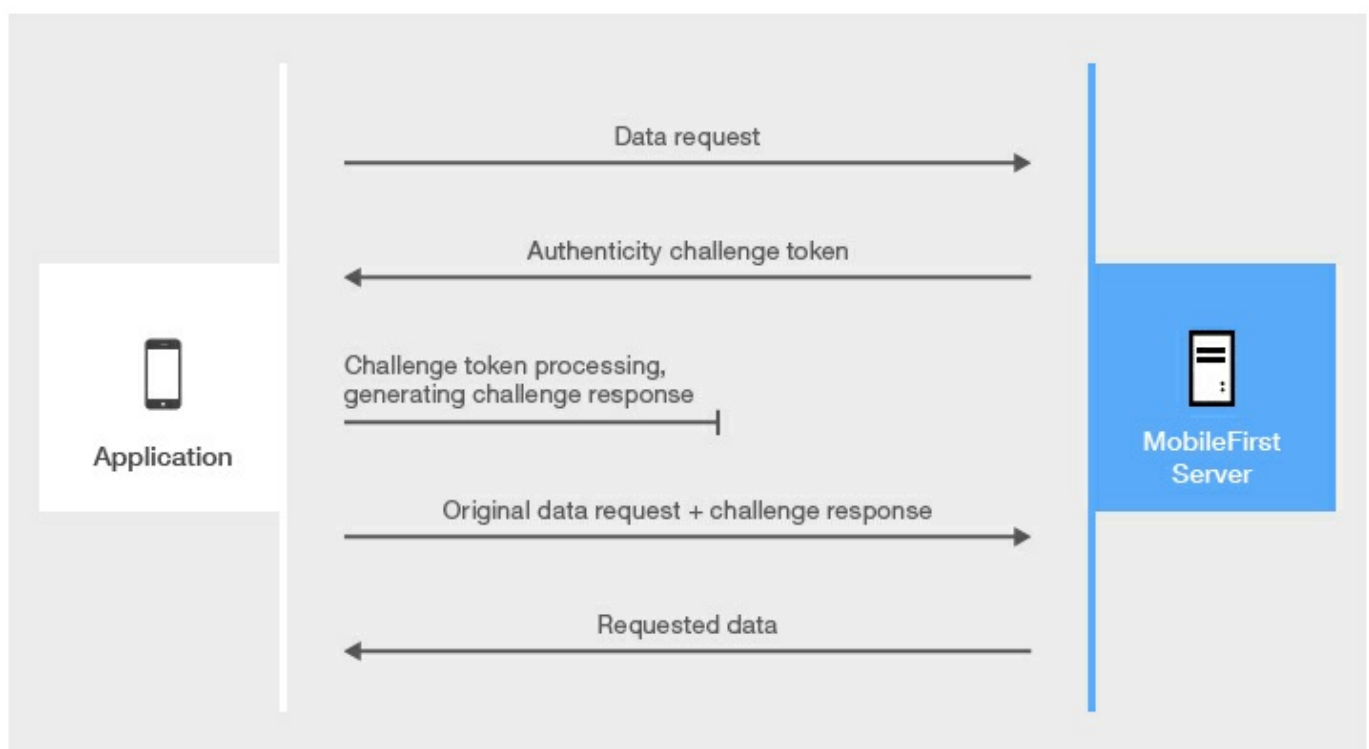 Data request
Authenticity challenge token
Challenge token processing,
generating challenge response
Application
MobileFirst
Server
Original data request + challenge response
Requested data